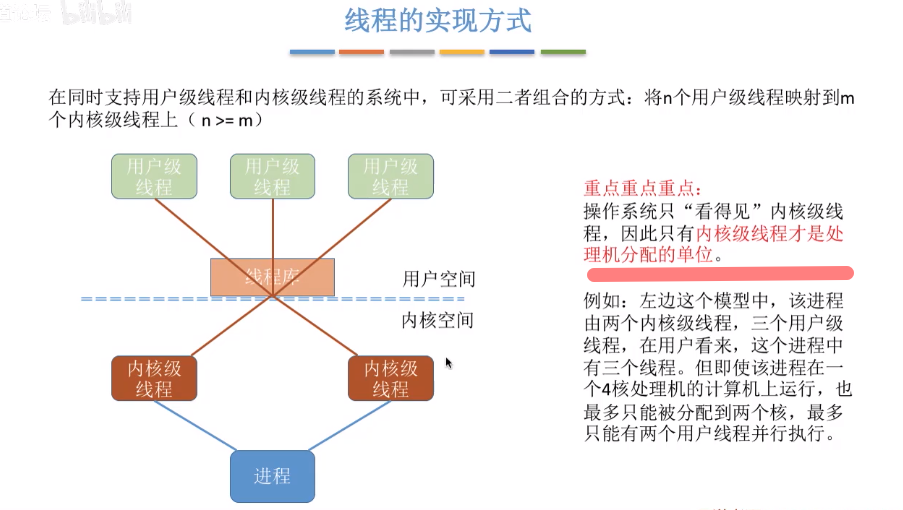 bilibili
线程的实现方式
在同时支持用户级线程和内核级线程的系统中，可采用二者组合的方式：将n个用户级线程映射到m
个内核级线程上（ n >= m）
用户级
线程
用户级
线程
用户级
线程
线程库
用户空间
内核空间
内核级
线程
内核级
线程
进程
重点重点重点：
操作系统只“看得见”内核级线
程，因此只有内核级线程才是处
理机分配的单位。
例如：左边这个模型中，该进程
由两个内核级线程，三个用户级
线程，在用户看来，这个进程中
有三个线程。但即使该进程在一
个4核处理机的计算机上运行，也
最多只能被分配到两个核，最多
只能有两个用户线程并行执行。